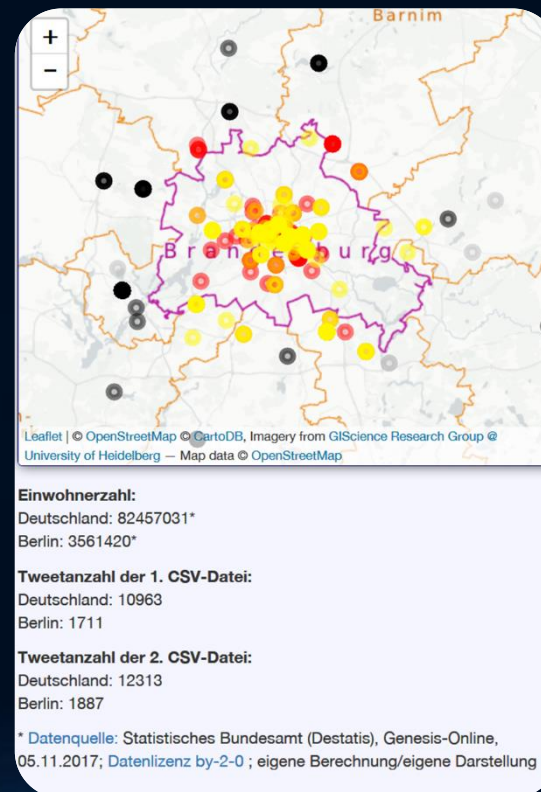 Barnim
+
−
Brandenburg
Leaflet | © OpenStreetMap © CartoDB, Imagery from GIScience Research Group @
University of Heidelberg — Map data © OpenStreetMap
Einwohnerzahl:
Deutschland: 82457031*
Berlin: 3561420*
Tweetanzahl der 1. CSV-Datei:
Deutschland: 10963
Berlin: 1711
Tweetanzahl der 2. CSV-Datei:
Deutschland: 12313
Berlin: 1887
* Datenquelle: Statistisches Bundesamt (Destatis), Genesis-Online,
05.11.2017; Datenlizenz by-2-0 ; eigene Berechnung/eigene Darstellung